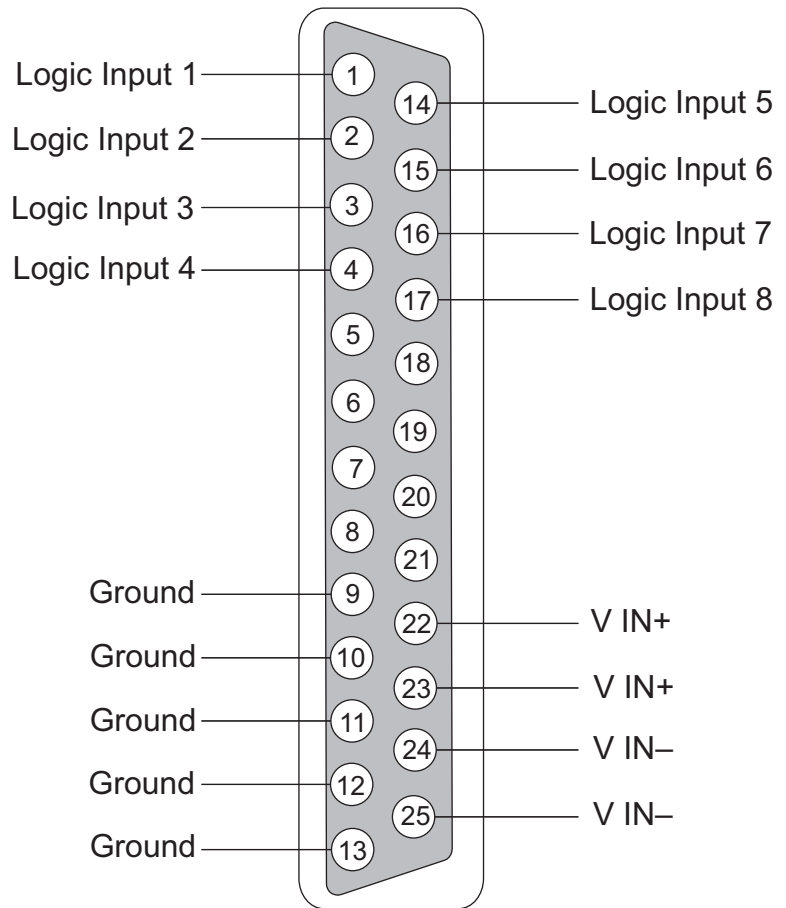 Logic Input 1
1
14
Logic Input 5
Logic Input 2
2
15
Logic Input 6
Logic Input 3
3
16
Logic Input 7
Logic Input 4
4
17
Logic Input 8
5
18
6
19
7
20
8
21
Ground
9
22
V IN+
Ground
10
23
V IN+
Ground
11
24
V IN–
Ground
12
25
V IN–
Ground
13